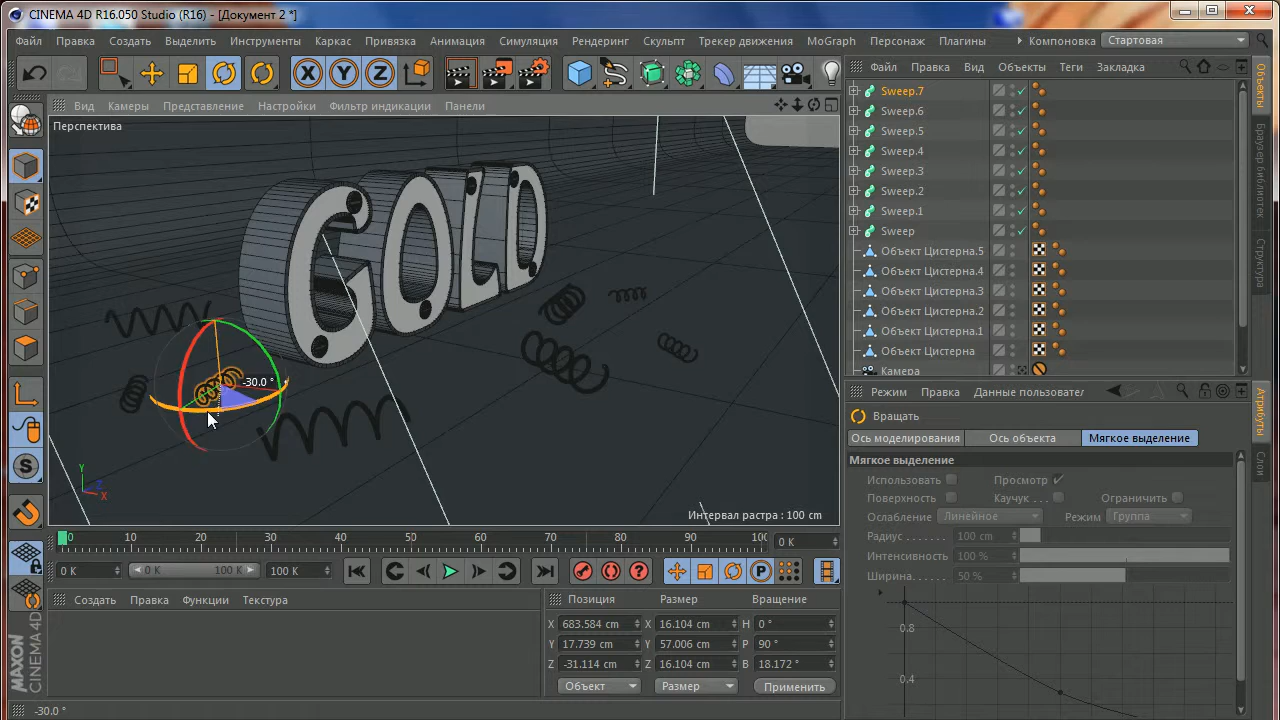 CINEMA 4D R16.050 Studio (R16) - [Документ 2 *]
Файл Правка Создать Выделить Инструменты Каркас Привязка Анимация Симуляция Рендеринг Скульпт Трекер движения MoGraph Персонаж Плагины Компоновка Стартовая
X Y Z
Файл Правка Вид Объекты Теги Закладка
Вид Камеры Представление Настройки Фильтр индикации Панели
Перспектива
Sweep.7
Sweep.6
Sweep.5
Sweep.4
Sweep.3
Sweep.2
Sweep.1
Sweep
Объект Цистерна.5
Объект Цистерна.4
Объект Цистерна.3
Объект Цистерна.2
Объект Цистерна.1
Объект Цистерна
Камера
Объекты
Браузер библиотек
Структура
GOLD
-30.0 °
Y
Z
X
Интервал растра : 100 cm
Режим Правка Данные пользовател
Вращать
Ось моделирования Ось объекта Мягкое выделение
Мягкое выделение
Использовать Просмотр
Поверхность Каучук . . . Ограничить
Ослабление Линейное Режим Группа
Радиус 100 cm
Интенсивность 100 %
Ширина. . . . . . 50 %
0.8
0.4
Атрибуты
Слои
0 10 20 30 40 50 60 70 80 90 100 0 K
0 K 0 K 100 K 100 K
P
S
Создать Правка Функции Текстура
Позиция Размер Вращение
X 683.584 cm X 16.104 cm H 0 °
Y 17.739 cm Y 57.006 cm P 90 °
Z -31.114 cm Z 16.104 cm B 18.172 °
Объект Размер Применить
MAXON
CINEMA 4D
-30.0 °